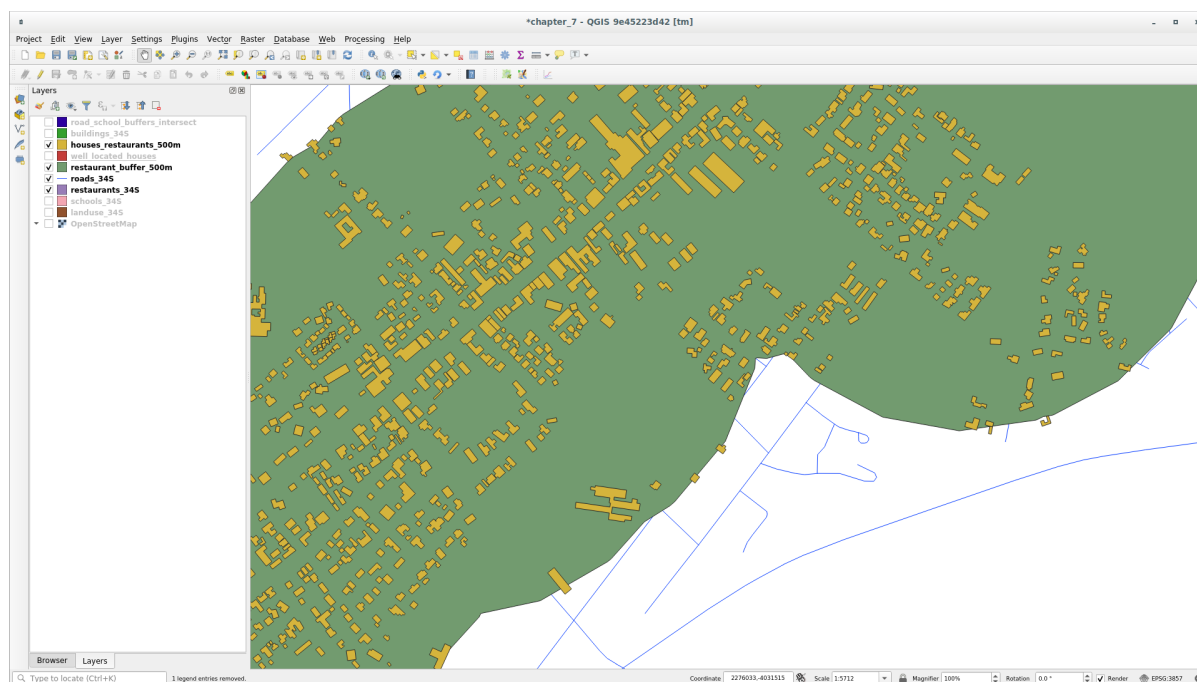 *chapter_7 - QGIS 9e45223d42 [tm]
Project Edit View Layer Settings Plugins Vector Raster Database Web Processing Help
Layers
road_school_buffers_intersect
buildings_34S
houses_restaurants_500m
well_located_houses
restaurant_buffer_500m
roads_34S
restaurants_34S
schools_34S
landuse_34S
OpenStreetMap
Browser Layers
Type to locate (Ctrl+K) 1 legend entries removed. Coordinate 2276033,-4031515 Scale 1:5712 Magnifier 100% Rotation 0.0 ° Render EPSG:3857